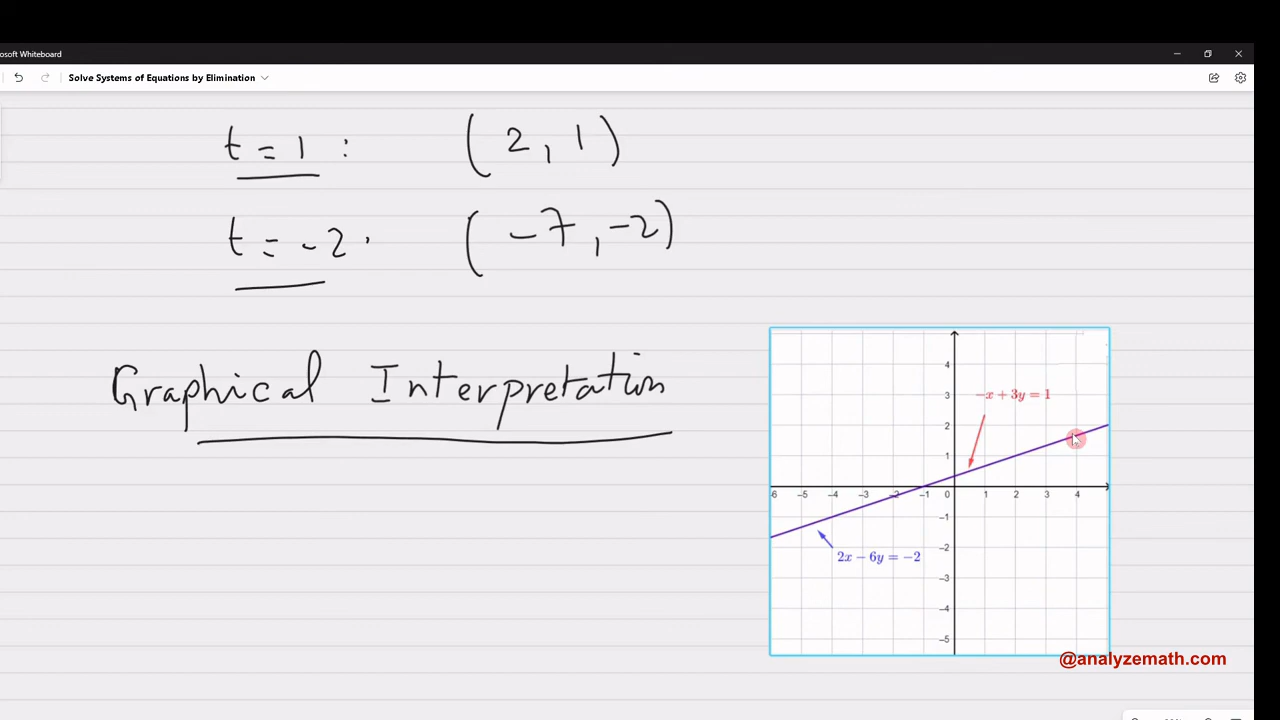 osoft Whiteboard
Solve Systems of Equations by Elimination
t = 1 : ( 2 , 1 )
t = -2 . ( -7 , -2 )
Graphical Interpretation
4
3
-x + 3y = 1
2
1
6 -5 -4 -3 -2 -1 0 1 2 3 4
-1
-2
2x - 6y = -2
-3
-4
-5
@analyzemath.com